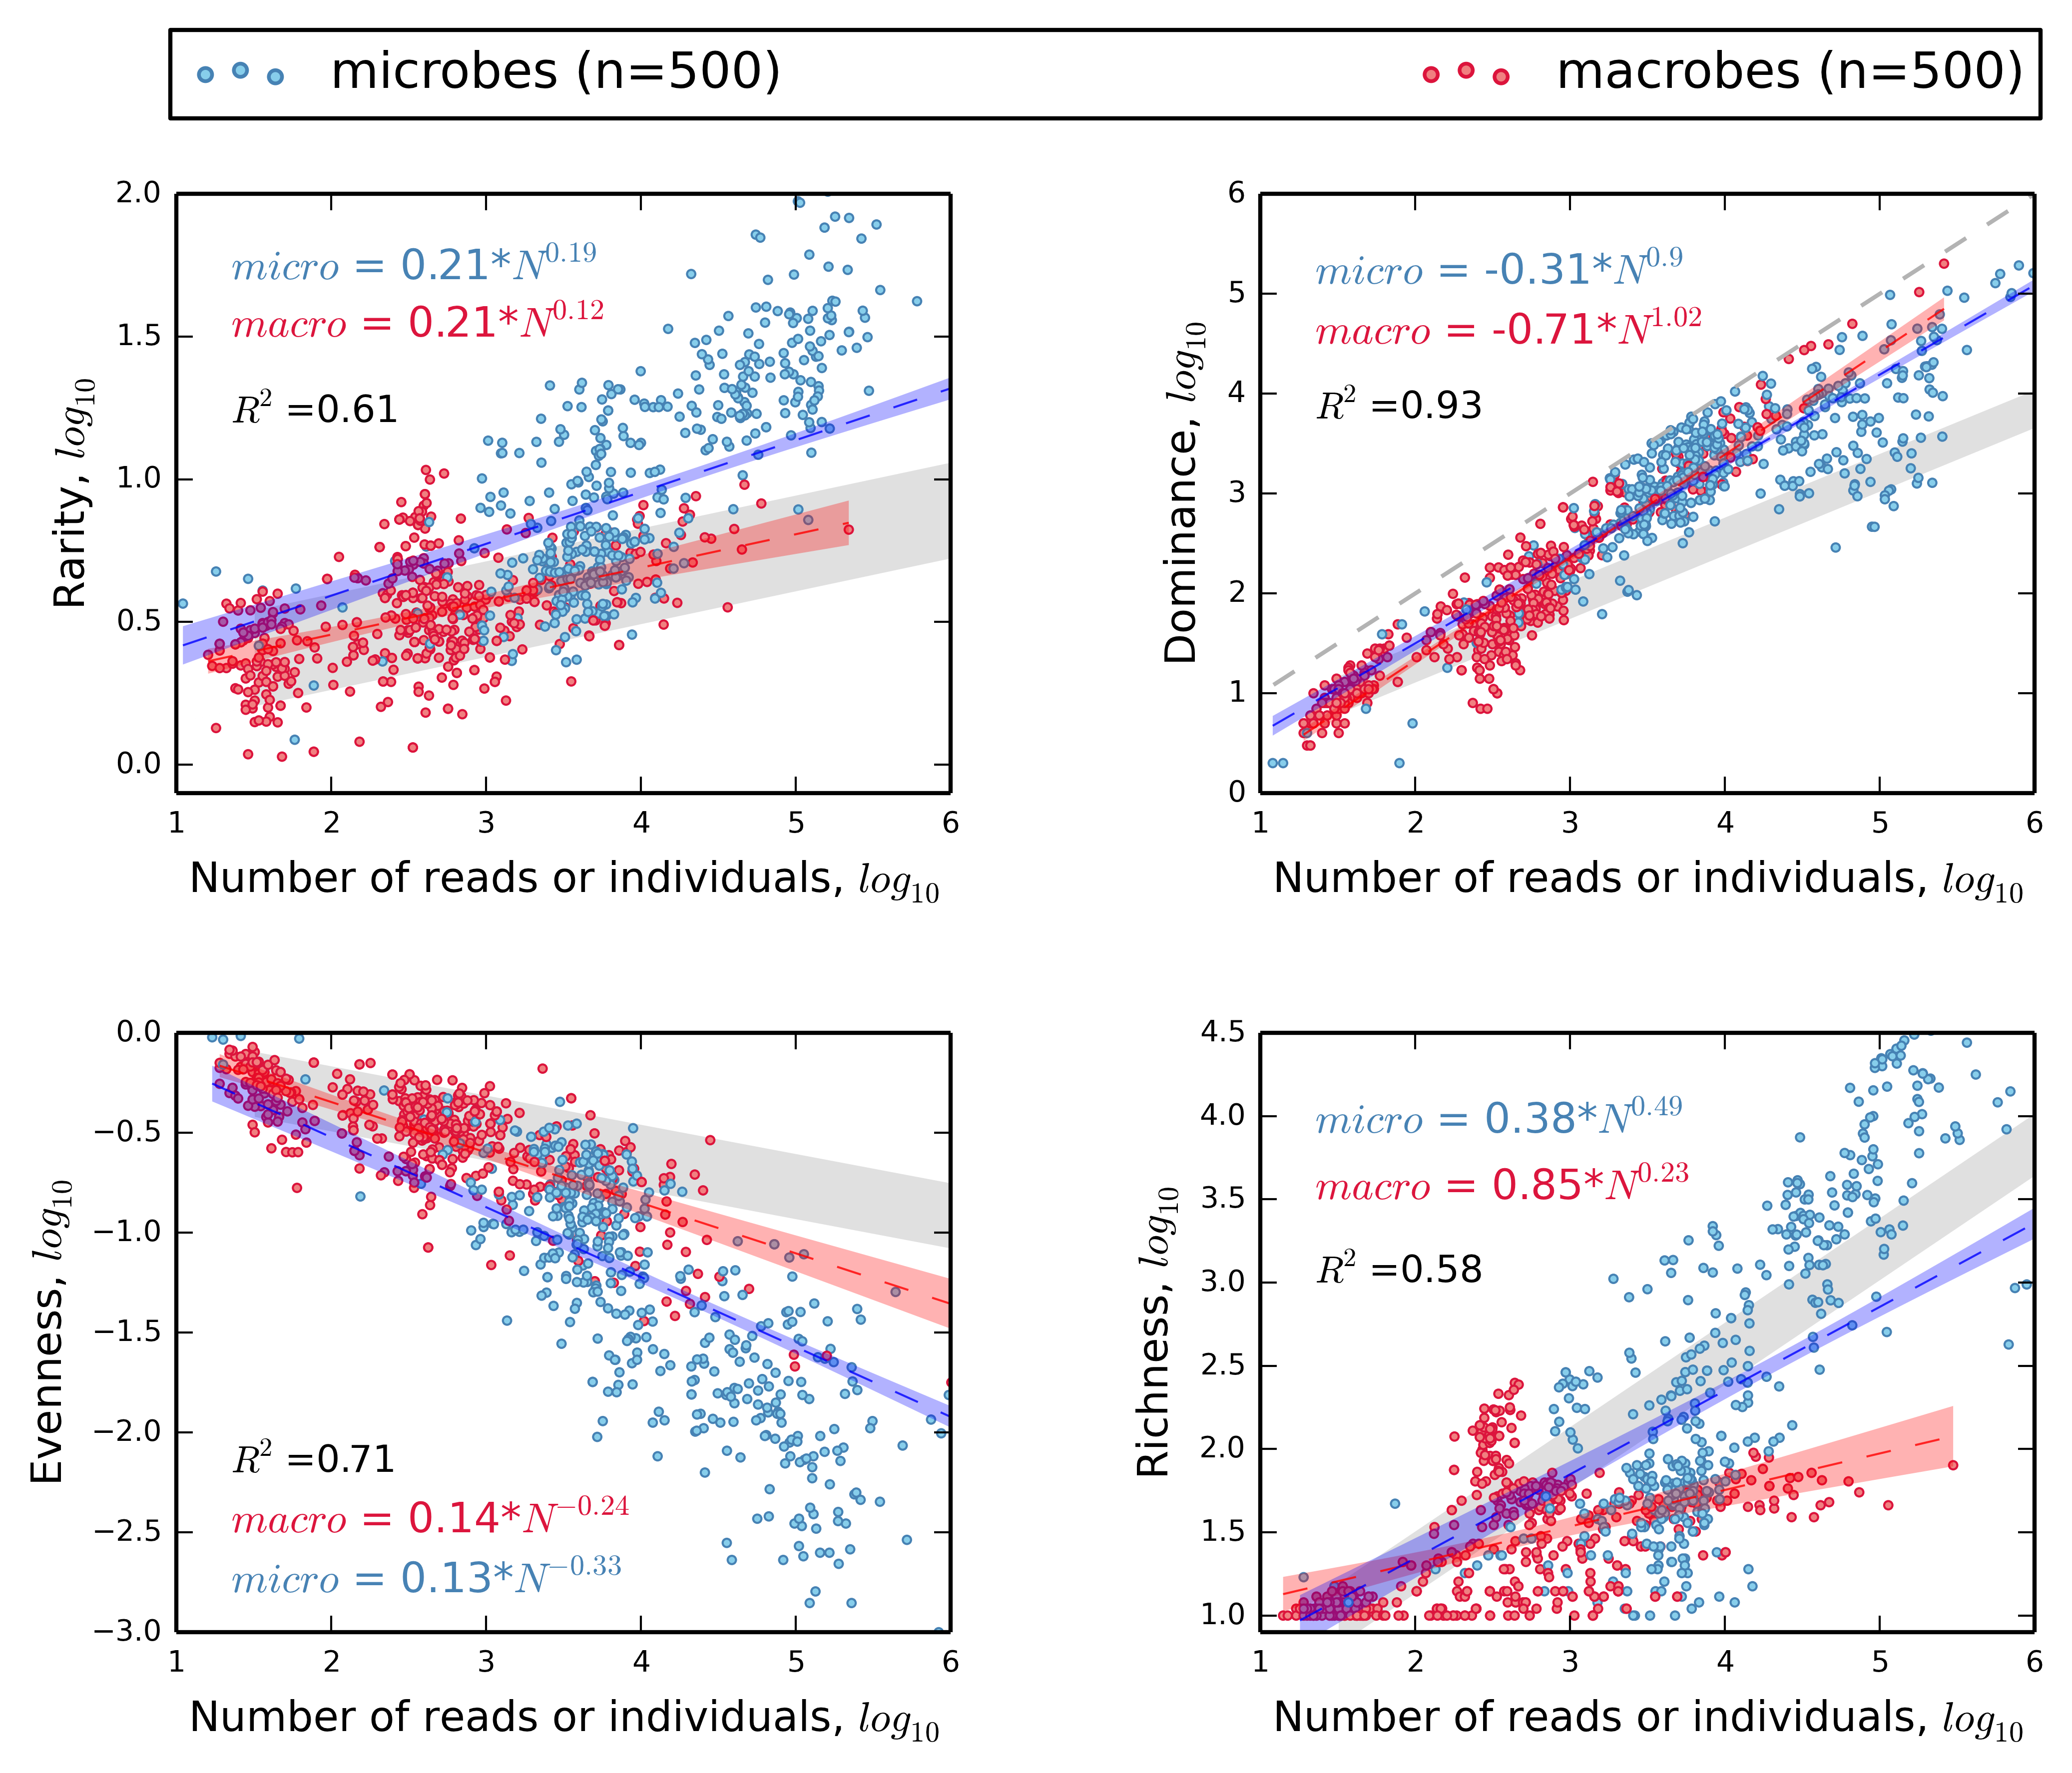 microbes (n=500)
macrobes (n=500)
2.0
1.5
1.0
0.5
0.0
Rarity, log10
micro = 0.21*N^0.19
macro = 0.21*N^0.12
R^2 =0.61
1 2 3 4 5 6
Number of reads or individuals, log10
6
5
4
3
2
1
0
Dominance, log10
micro = -0.31*N^0.9
macro = -0.71*N^1.02
R^2 =0.93
1 2 3 4 5 6
Number of reads or individuals, log10
0.0
−0.5
−1.0
−1.5
−2.0
−2.5
−3.0
Evenness, log10
R^2 =0.71
macro = 0.14*N^−0.24
micro = 0.13*N^−0.33
1 2 3 4 5 6
Number of reads or individuals, log10
4.5
4.0
3.5
3.0
2.5
2.0
1.5
1.0
Richness, log10
micro = 0.38*N^0.49
macro = 0.85*N^0.23
R^2 =0.58
1 2 3 4 5 6
Number of reads or individuals, log10